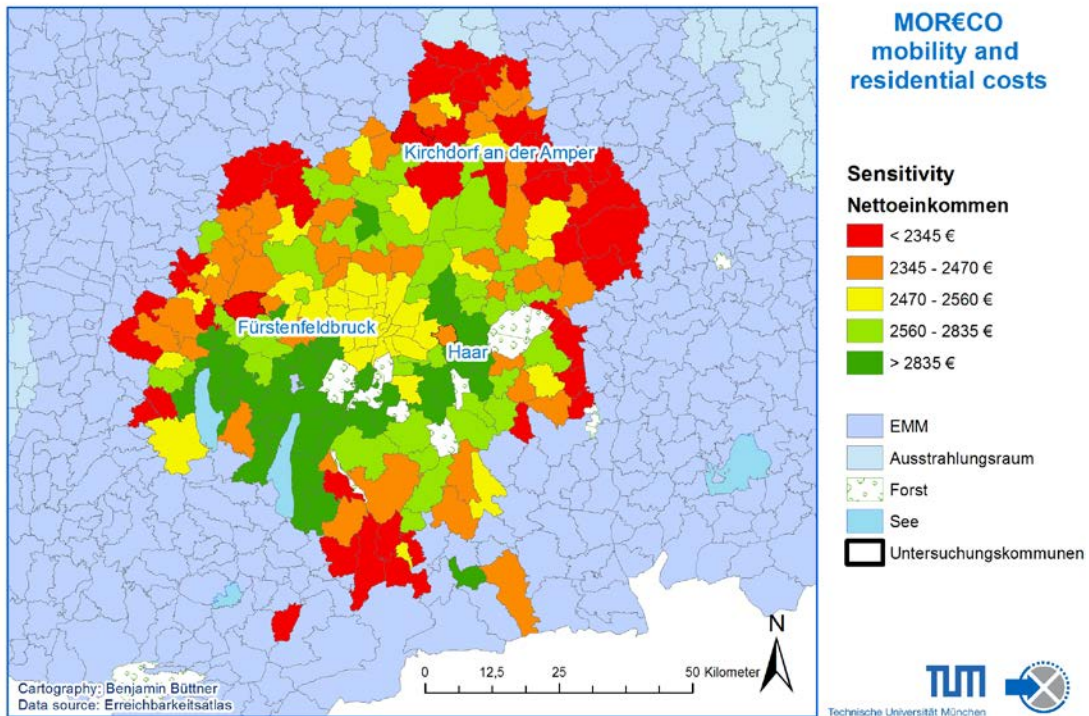 MOR€CO
mobility and
residential costs
Kirchdorf an der Amper
Fürstenfeldbruck
Haar
Sensitivity
Nettoeinkommen
< 2345 €
2345 - 2470 €
2470 - 2560 €
2560 - 2835 €
> 2835 €
EMM
Ausstrahlungsraum
Forst
See
Untersuchungskommunen
N
0 12,5 25 50 Kilometer
Cartography: Benjamin Büttner
Data source: Erreichbarkeitsatlas
TUM
Technische Universität München